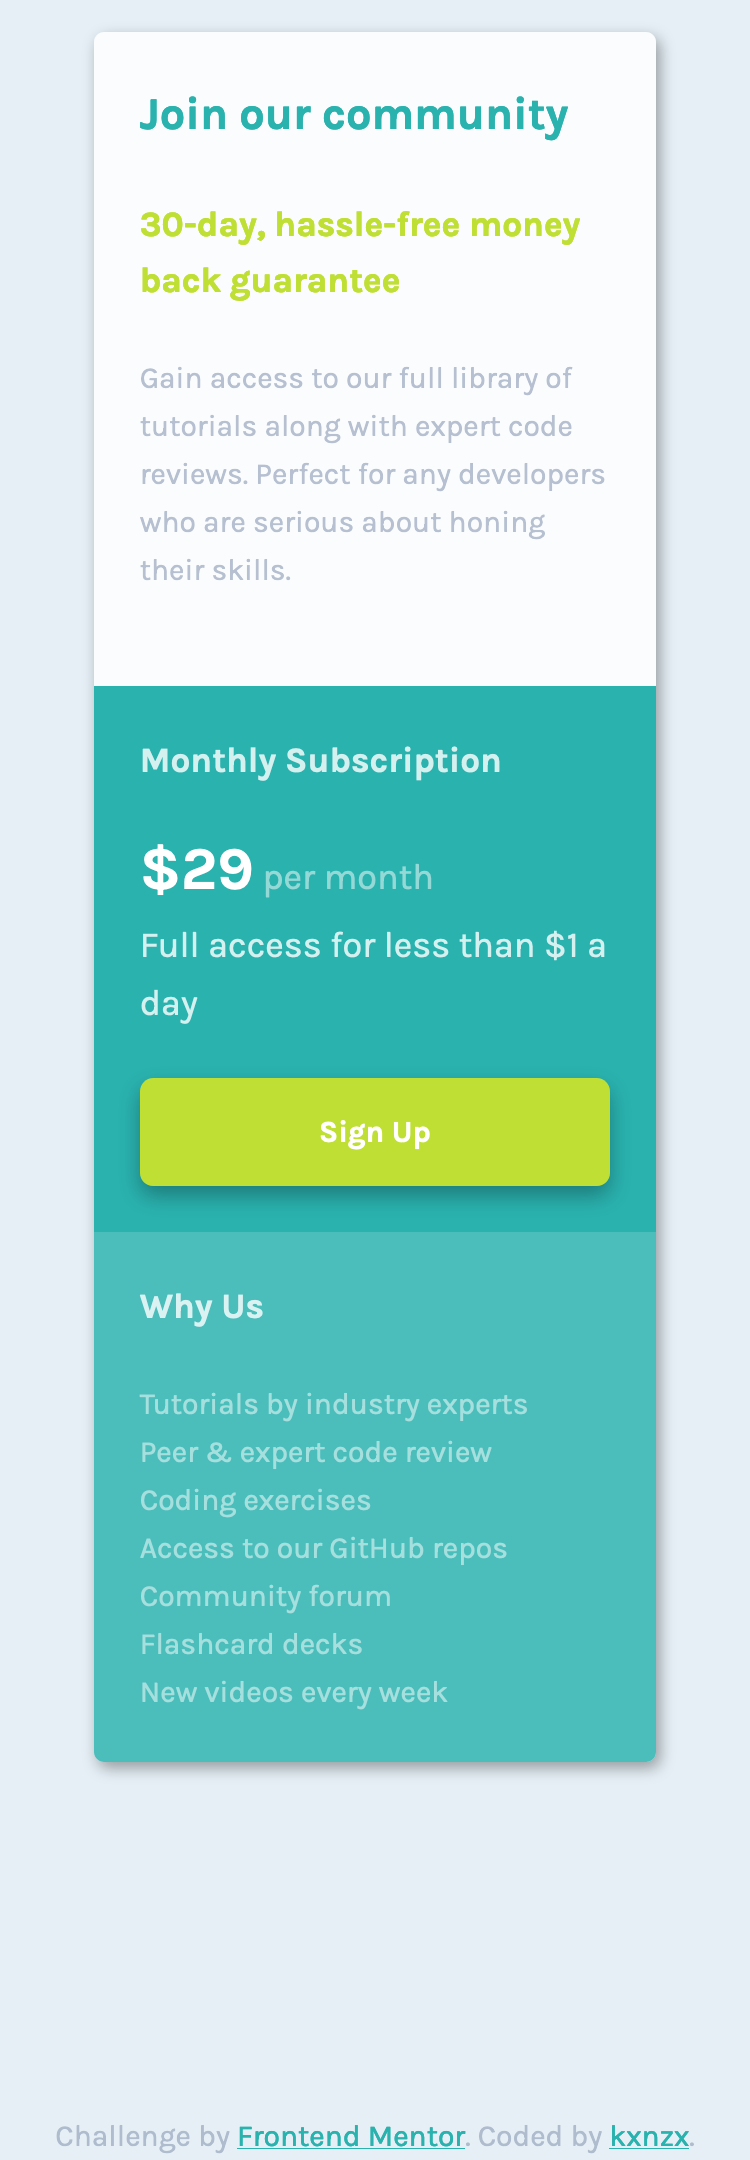 Join our community
30-day, hassle-free money
back guarantee
Gain access to our full library of
tutorials along with expert code
reviews. Perfect for any developers
who are serious about honing
their skills.
Monthly Subscription
$29 per month
Full access for less than $1 a
day
Sign Up
Why Us
Tutorials by industry experts
Peer & expert code review
Coding exercises
Access to our GitHub repos
Community forum
Flashcard decks
New videos every week
Challenge by Frontend Mentor. Coded by kxnzx.